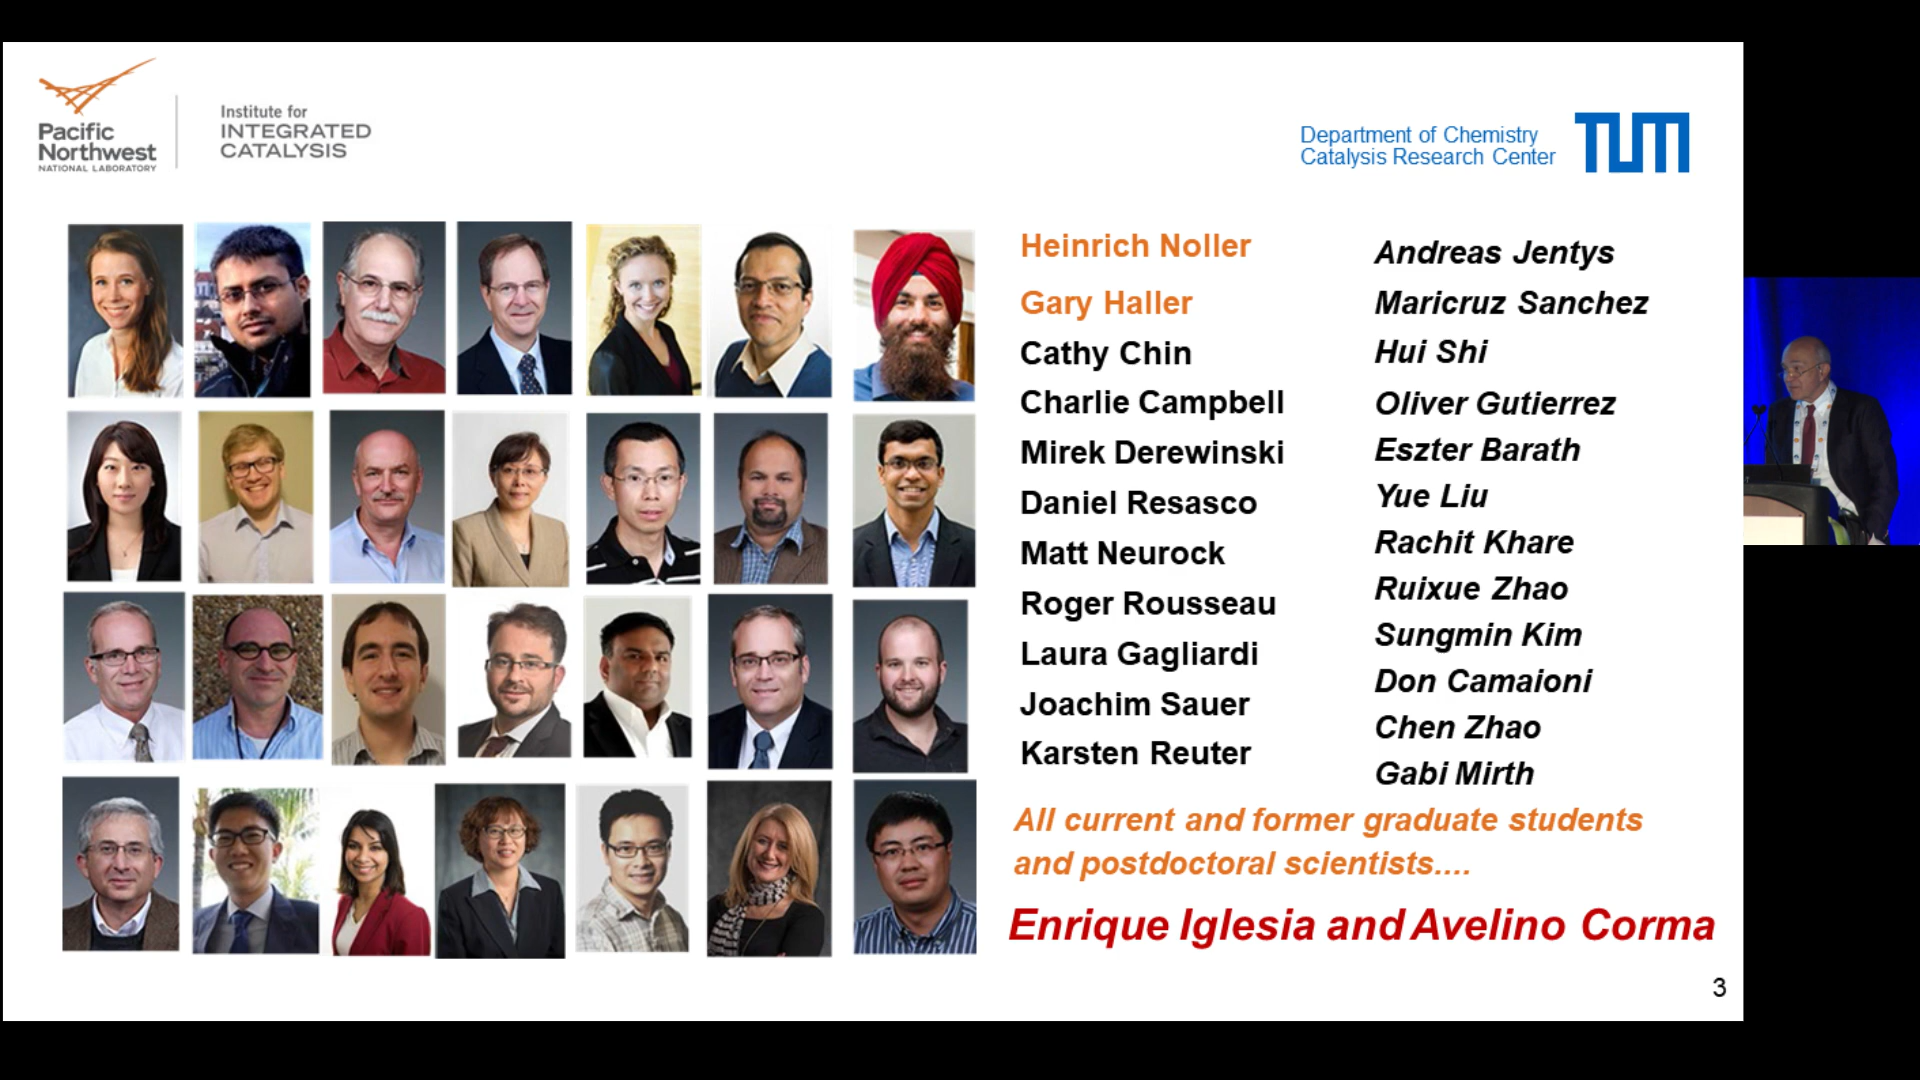 Pacific
Northwest
NATIONAL LABORATORY
Institute for
INTEGRATED
CATALYSIS
Department of Chemistry
Catalysis Research Center
TUM
Heinrich Noller
Gary Haller
Cathy Chin
Charlie Campbell
Mirek Derewinski
Daniel Resasco
Matt Neurock
Roger Rousseau
Laura Gagliardi
Joachim Sauer
Karsten Reuter
Andreas Jentys
Maricruz Sanchez
Hui Shi
Oliver Gutierrez
Eszter Barath
Yue Liu
Rachit Khare
Ruixue Zhao
Sungmin Kim
Don Camaioni
Chen Zhao
Gabi Mirth
All current and former graduate students
and postdoctoral scientists....
Enrique Iglesia and Avelino Corma
3